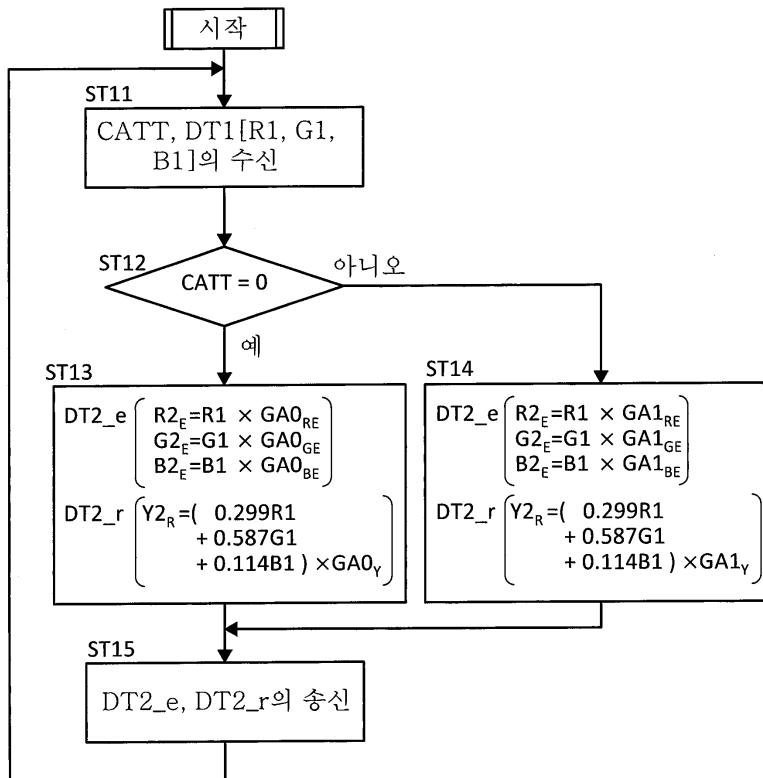 시작
ST11
CATT, DT1[R1, G1,
B1]의 수신
ST12
CATT = 0
아니오
예
ST13
DT2_e
R2E=R1 × GA0RE
G2E=G1 × GA0GE
B2E=B1 × GA0BE
DT2_r
Y2R=( 0.299R1
+ 0.587G1
+ 0.114B1 ) ×GA0Y
ST14
DT2_e
R2E=R1 × GA1RE
G2E=G1 × GA1GE
B2E=B1 × GA1BE
DT2_r
Y2R=( 0.299R1
+ 0.587G1
+ 0.114B1 ) ×GA1Y
ST15
DT2_e, DT2_r의 송신